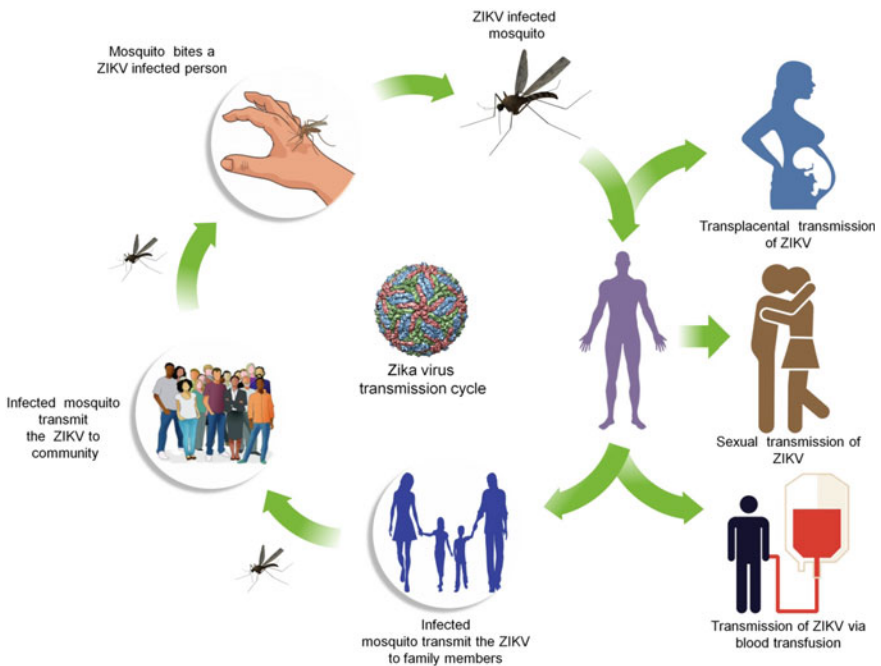 Mosquito bites a
ZIKV infected person
ZIKV infected
mosquito
Transplacental transmission
of ZIKV
Zika virus
transmission cycle
Infected mosquito
transmit
the ZIKV to
community
Sexual transmission of
ZIKV
Infected
mosquito transmit the ZIKV
to family members
Transmission of ZIKV via
blood transfusion